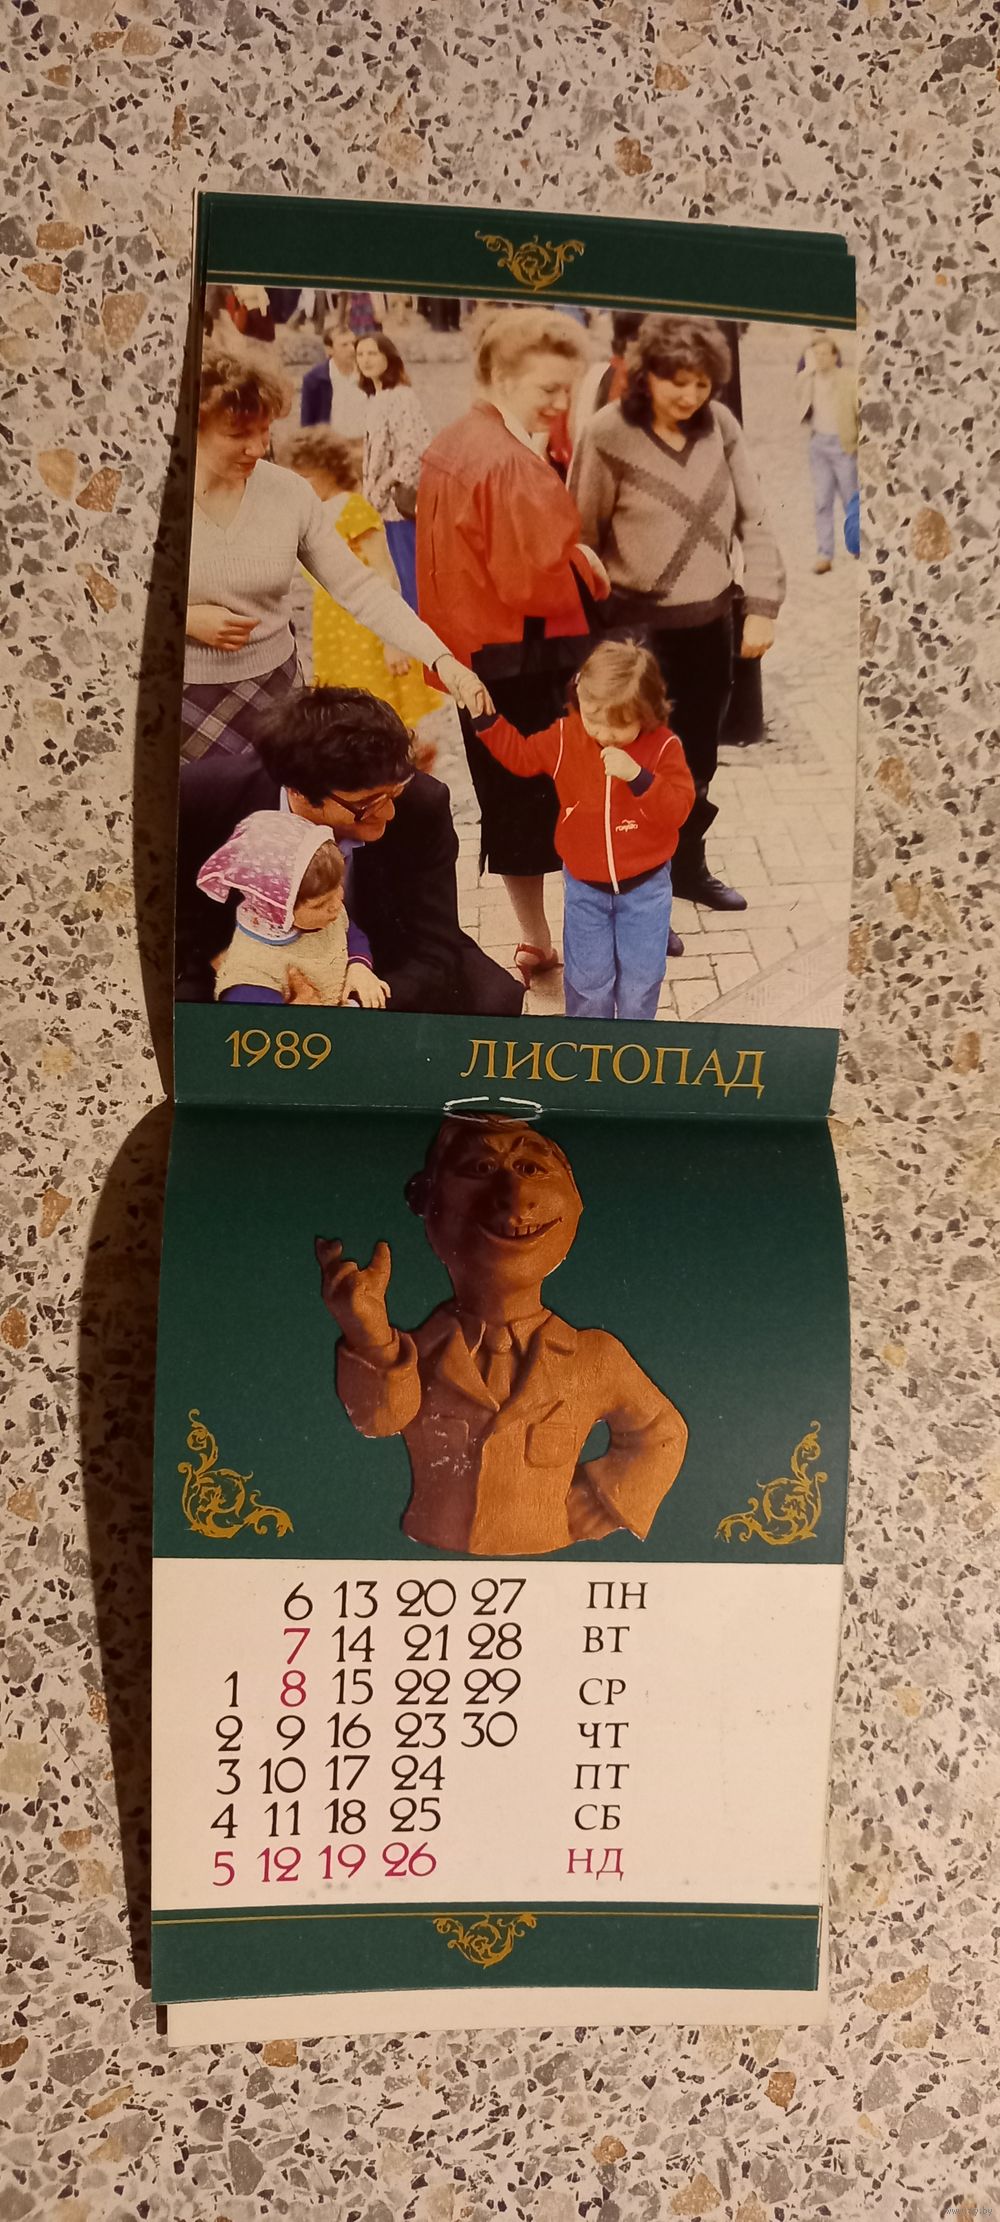 1989 ЛИСТОПАД
6 13 20 27 ПН
7 14 21 28 ВТ
1 8 15 22 29 СР
2 9 16 23 30 ЧТ
3 10 17 24 ПТ
4 11 18 25 СБ
5 12 19 26 НД